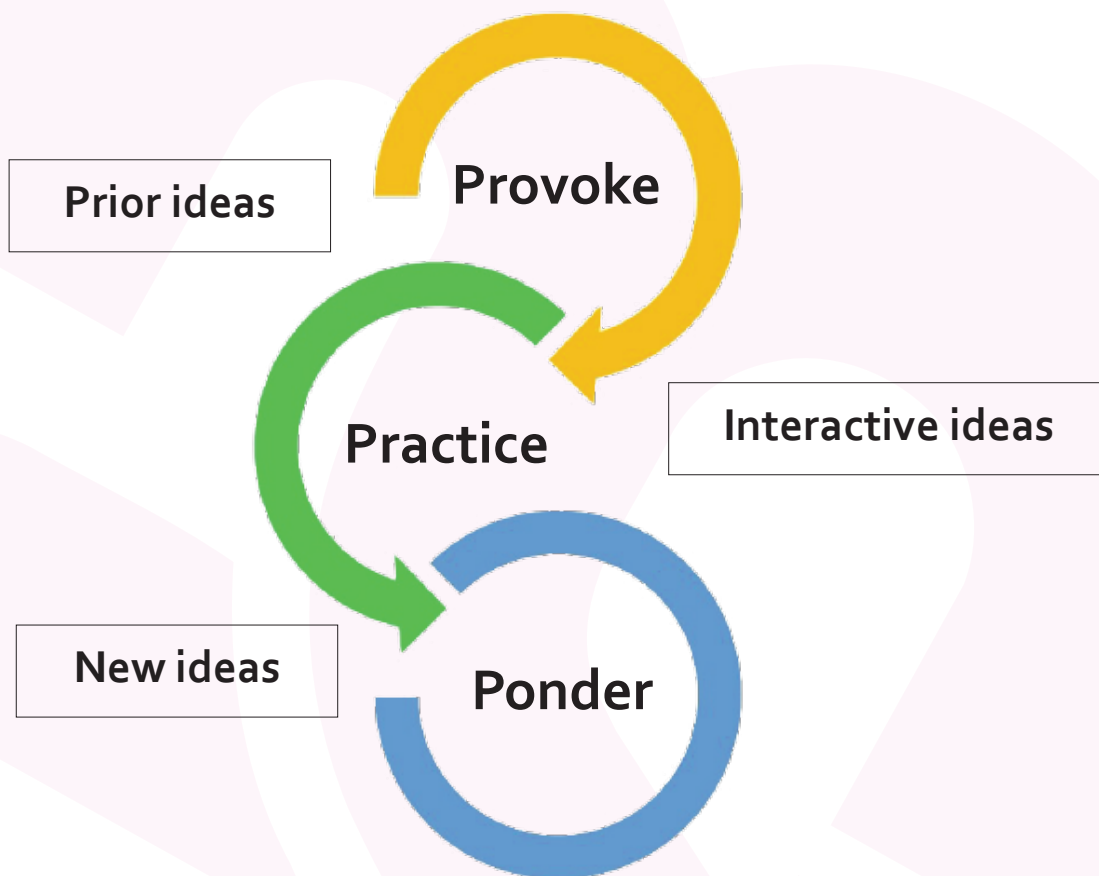 Provoke
Prior ideas
Interactive ideas
Practice
New ideas
Ponder